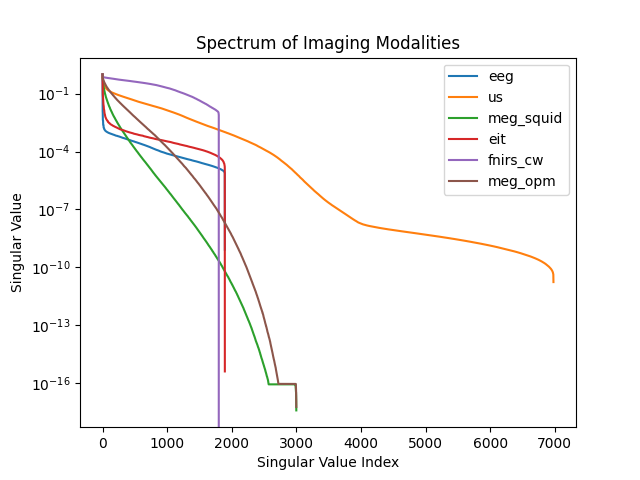 Spectrum of Imaging Modalities
Singular Value
10⁻¹
10⁻⁴
10⁻⁷
10⁻¹⁰
10⁻¹³
10⁻¹⁶
eeg
us
meg_squid
eit
fnirs_cw
meg_opm
0 1000 2000 3000 4000 5000 6000 7000
Singular Value Index